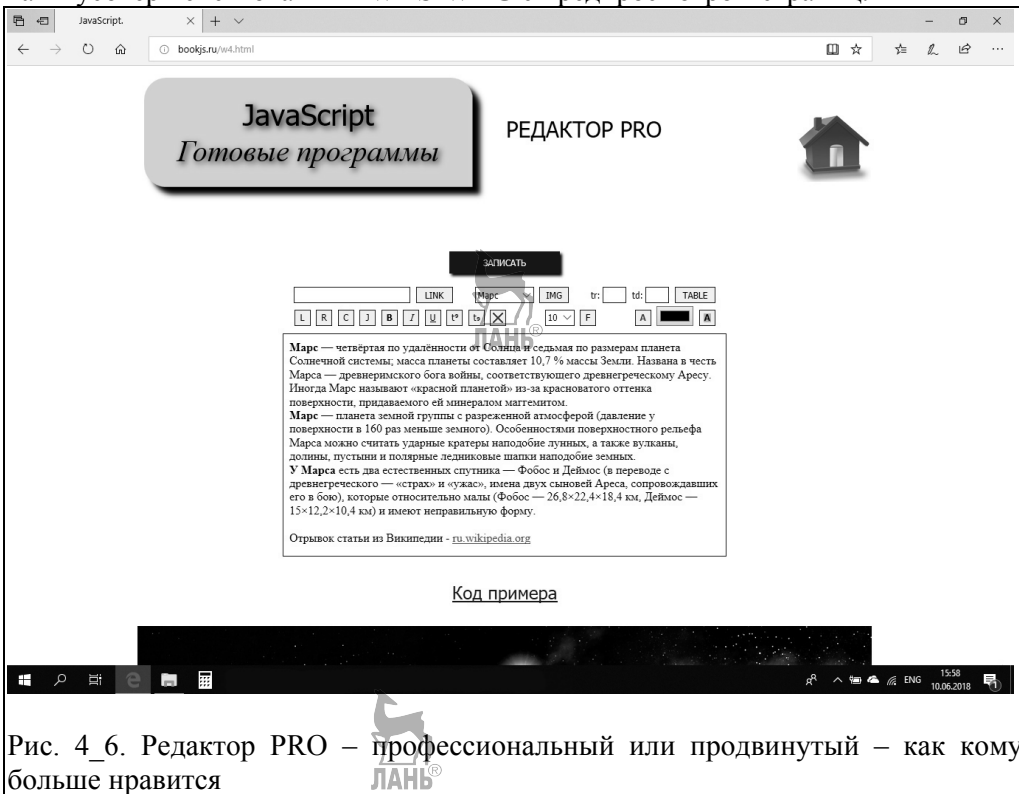 JavaScript.
bookjs.ru/w4.html
JavaScript
Готовые программы
РЕДАКТОР PRO
ЗАПИСАТЬ
LINK Марс IMG tr: td: TABLE
L R C J B I U 10 F A A
ЛАНЬ®
Марс — четвёртая по удалённости от Солнца и седьмая по размерам планета
Солнечной системы; масса планеты составляет 10,7 % массы Земли. Названа в честь
Марса — древнеримского бога войны, соответствующего древнегреческому Аресу.
Иногда Марс называют «красной планетой» из-за красноватого оттенка
поверхности, придаваемого ей минералом маггемитом.
Марс — планета земной группы с разреженной атмосферой (давление у
поверхности в 160 раз меньше земного). Особенностями поверхностного рельефа
Марса можно считать ударные кратеры наподобие лунных, а также вулканы,
долины, пустыни и полярные ледниковые шапки наподобие земных.
У Марса есть два естественных спутника — Фобос и Деймос (в переводе с
древнегреческого — «страх» и «ужас», имена двух сыновей Ареса, сопровождавших
его в бою), которые относительно малы (Фобос — 26,8×22,4×18,4 км, Деймос —
15×12,2×10,4 км) и имеют неправильную форму.
Отрывок статьи из Википедии - ru.wikipedia.org
Код примера
ENG 15:58
10.06.2018
1
Рис. 4_6. Редактор PRO – профессиональный или продвинутый – как кому
больше нравится
ЛАНЬ®